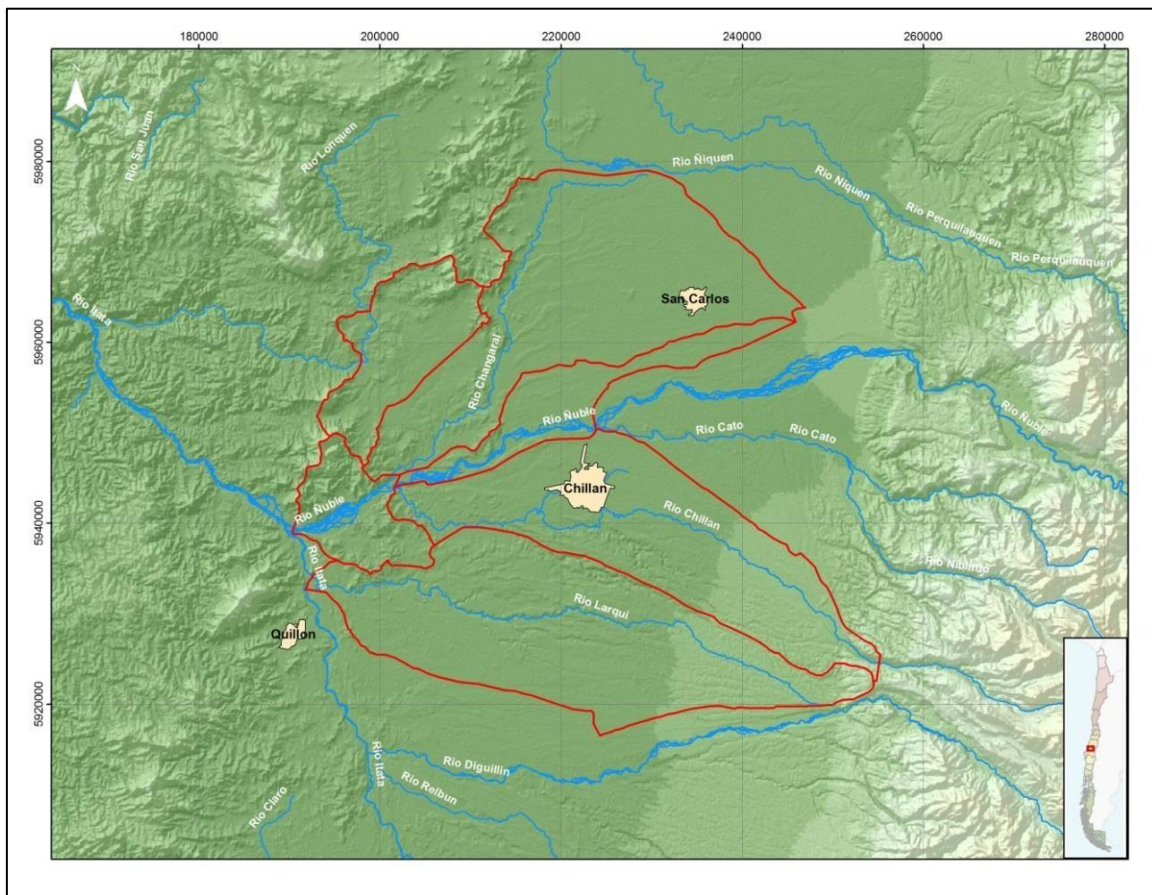 180000
200000
220000
240000
260000
280000
5980000
5960000
5940000
5920000
Rio San Juan
Rio Lonquen
Rio Ñiquen
Rio Ñiquen
Rio Perquilauquen
Rio Perquilauquen
San Carlos
Rio Itata
Rio Changaral
Rio Ñuble
Rio Ñuble
Rio Cato
Rio Cato
Chillan
Rio Ñuble
Rio Chillan
Rio Niblinto
Rio Itata
Rio Larqui
Quillon
Rio Itata
Rio Diguillin
Rio Relbun
Rio Claro